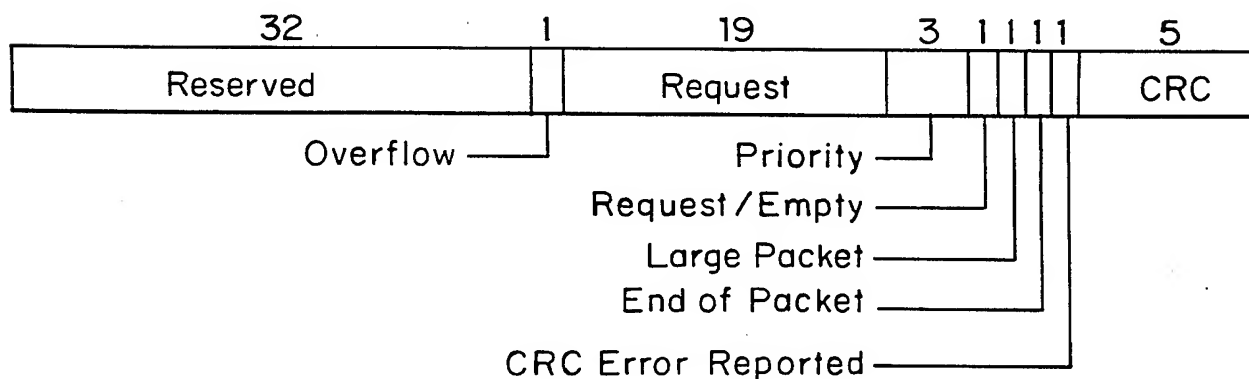 32 1 19 3 1 1 1 1 5
Reserved Request CRC
Overflow Priority
Request/Empty
Large Packet
End of Packet
CRC Error Reported